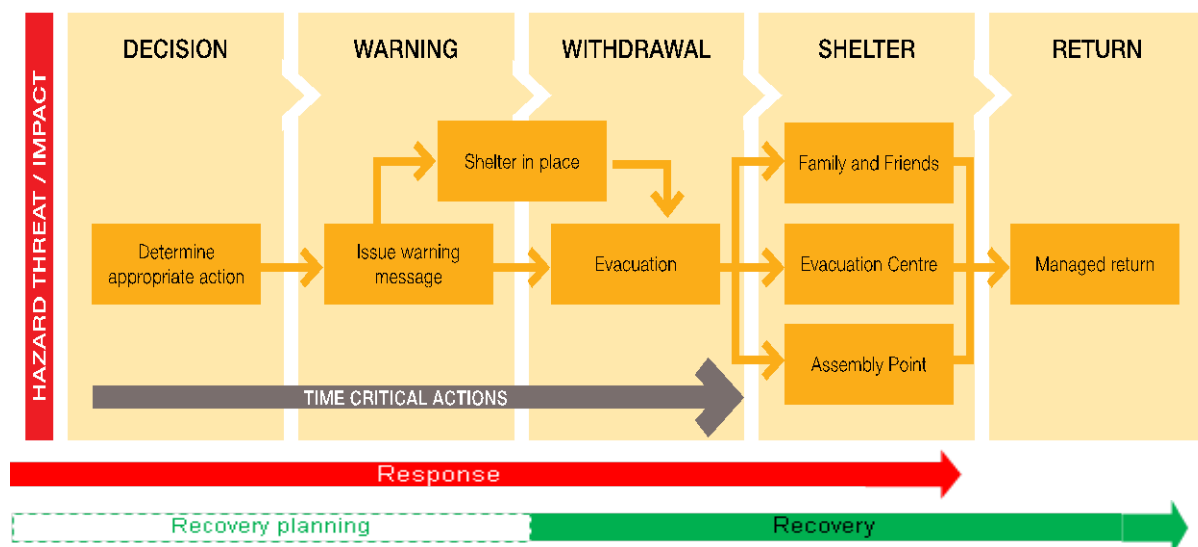 HAZARD THREAT / IMPACT
DECISION
WARNING
WITHDRAWAL
SHELTER
RETURN
Shelter in place
Family and Friends
Determine
appropriate action
Issue warning
message
Evacuation
Evacuation Centre
Managed return
Assembly Point
TIME CRITICAL ACTIONS
Response
Recovery planning
Recovery